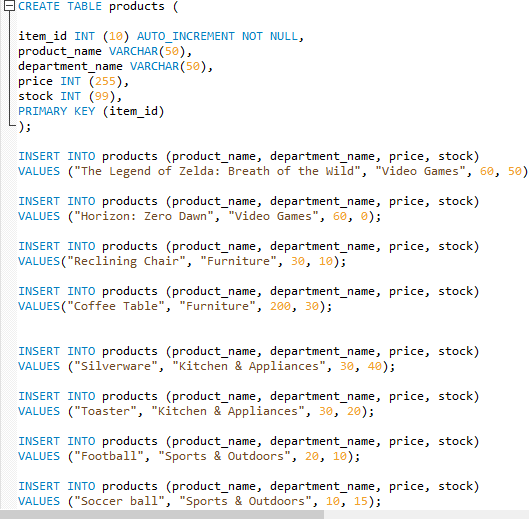 CREATE TABLE products (
item_id INT (10) AUTO_INCREMENT NOT NULL,
product_name VARCHAR(50),
department_name VARCHAR(50),
price INT (255),
stock INT (99),
PRIMARY KEY (item_id)
);
INSERT INTO products (product_name, department_name, price, stock)
VALUES ("The Legend of Zelda: Breath of the Wild", "Video Games", 60, 50)
INSERT INTO products (product_name, department_name, price, stock)
VALUES ("Horizon: Zero Dawn", "Video Games", 60, 0);
INSERT INTO products (product_name, department_name, price, stock)
VALUES("Reclining Chair", "Furniture", 30, 10);
INSERT INTO products (product_name, department_name, price, stock)
VALUES("Coffee Table", "Furniture", 200, 30);
INSERT INTO products (product_name, department_name, price, stock)
VALUES ("Silverware", "Kitchen & Appliances", 30, 40);
INSERT INTO products (product_name, department_name, price, stock)
VALUES ("Toaster", "Kitchen & Appliances", 30, 20);
INSERT INTO products (product_name, department_name, price, stock)
VALUES ("Football", "Sports & Outdoors", 20, 10);
INSERT INTO products (product_name, department_name, price, stock)
VALUES ("Soccer ball", "Sports & Outdoors", 10, 15);